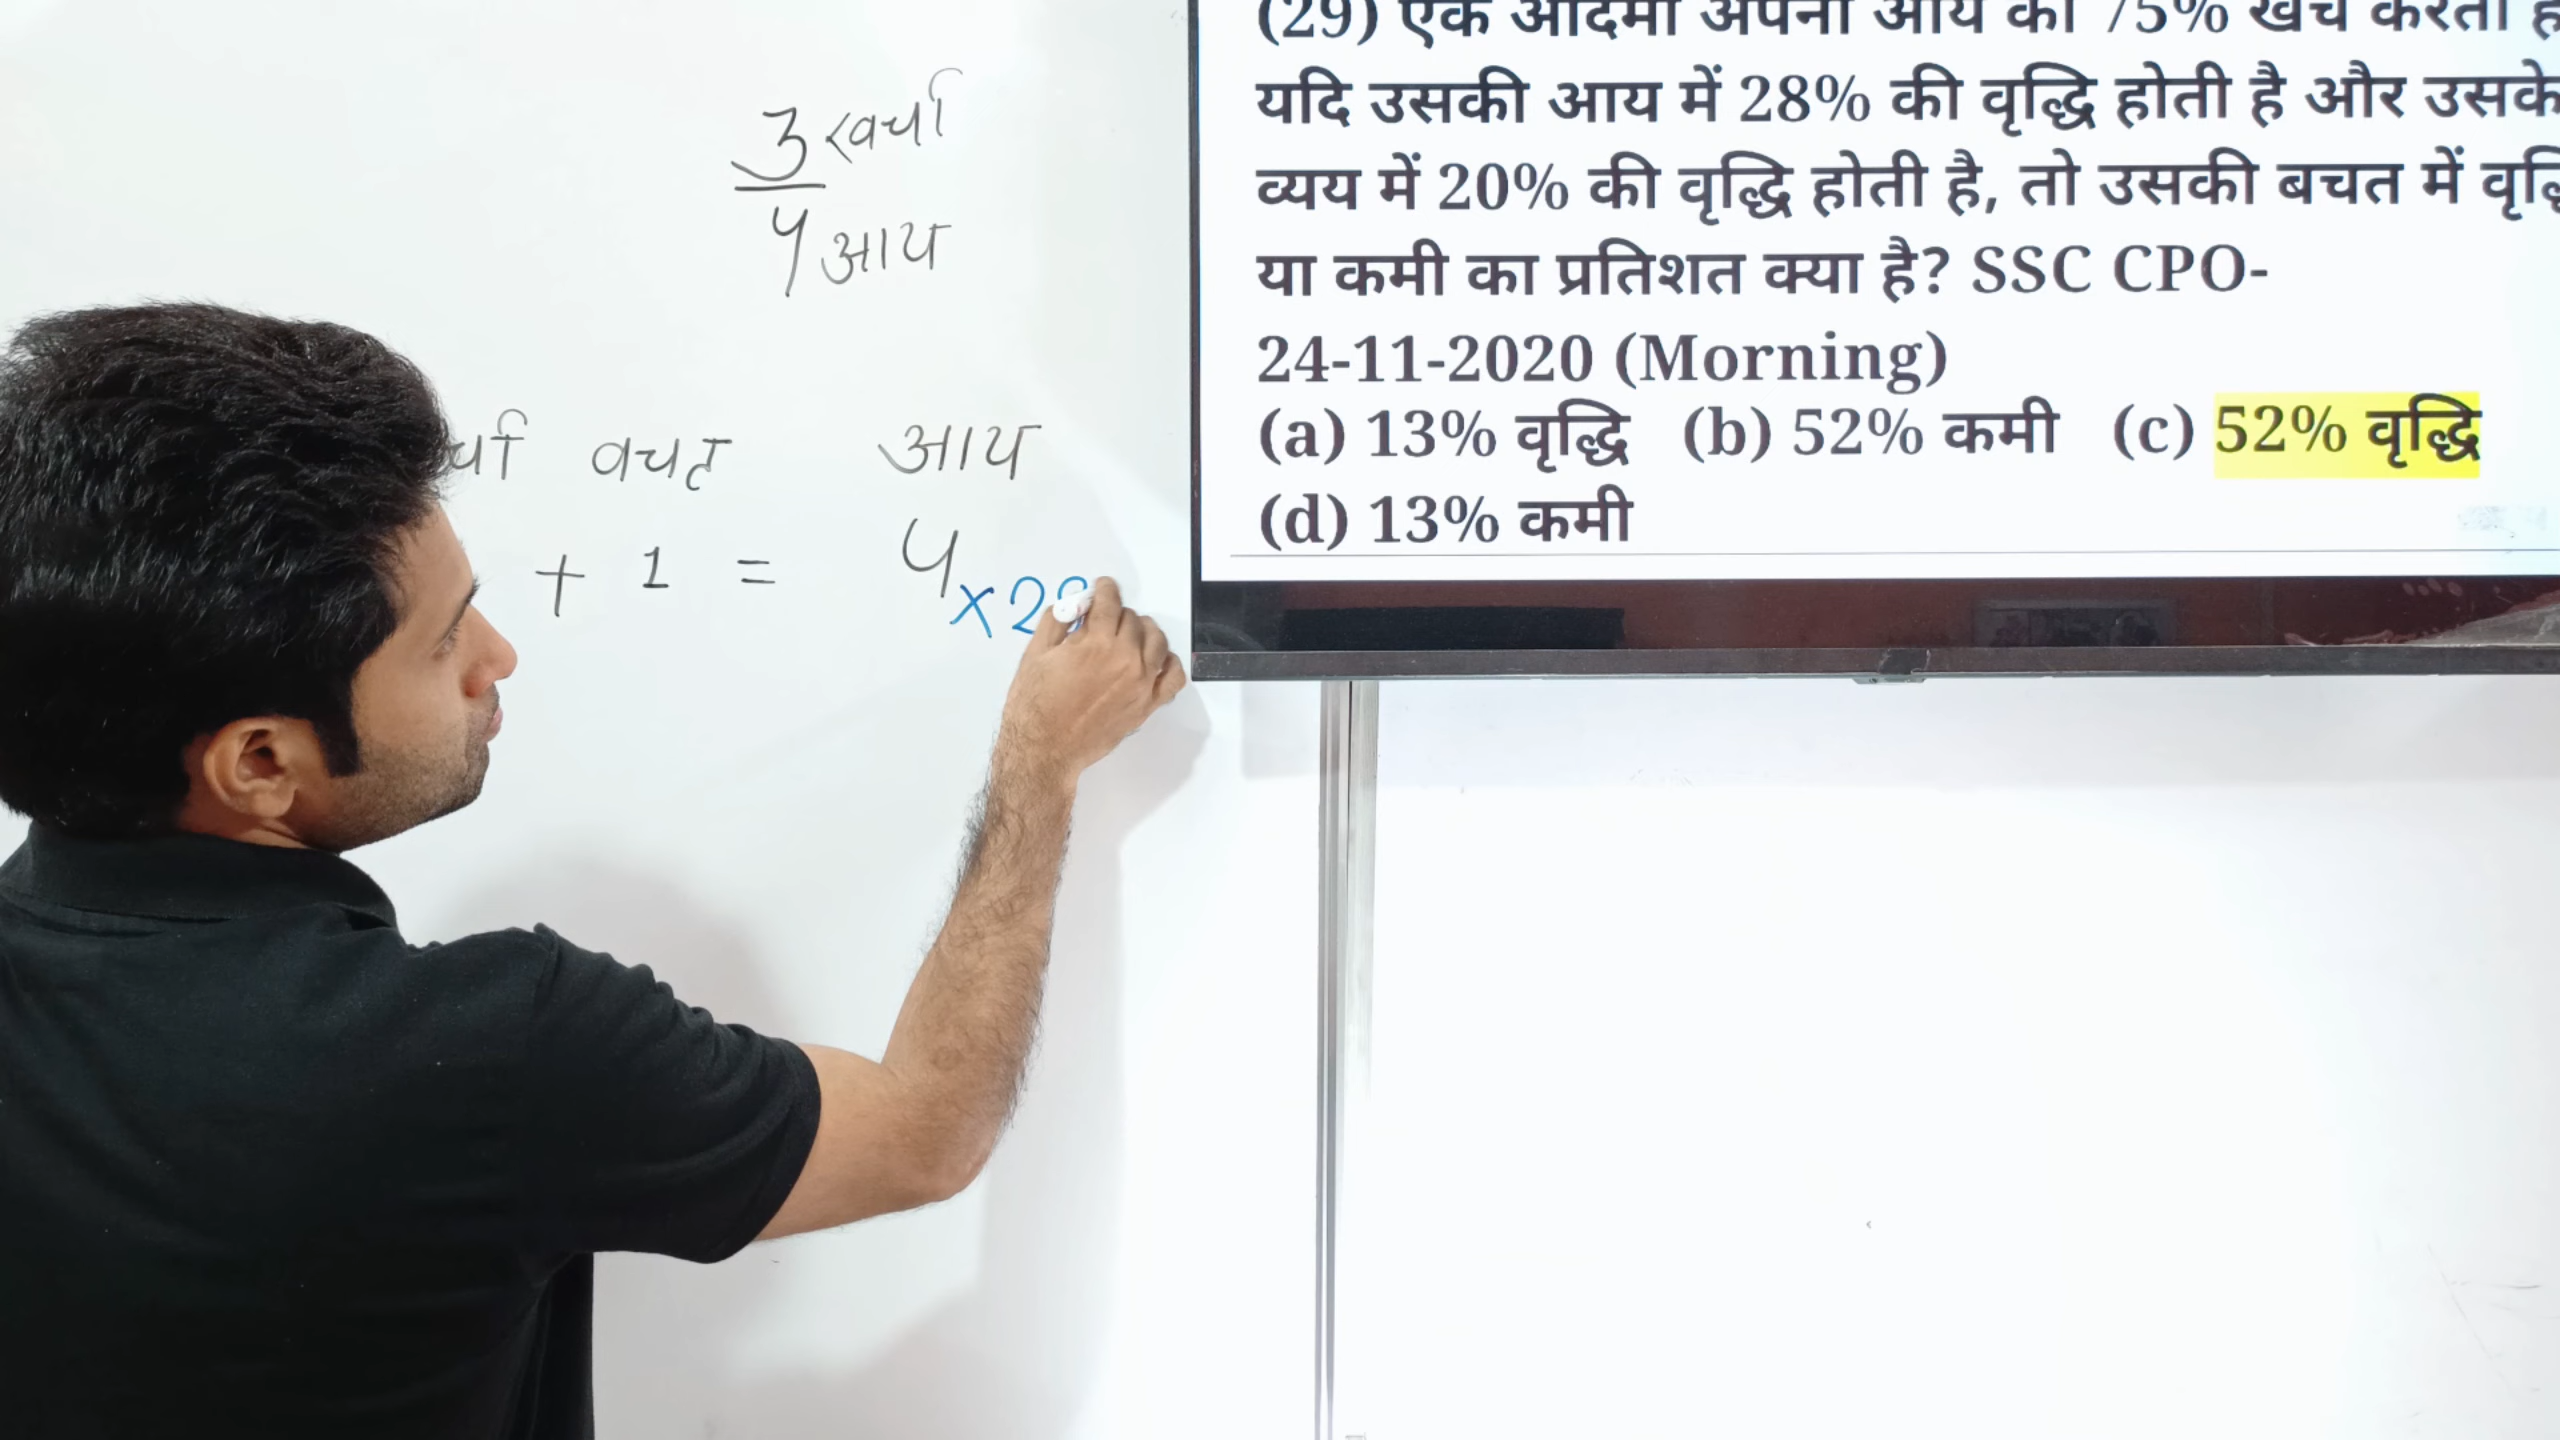 3 खर्चा
4 आय
र्चा बचत आय
+ 1 = 4 ×28
(29) एक आदमी अपनी आय का 75% खर्च करता है
यदि उसकी आय में 28% की वृद्धि होती है और उसके
व्यय में 20% की वृद्धि होती है, तो उसकी बचत में
या कमी का प्रतिशत क्या है? SSC CPO-
24-11-2020 (Morning)
(a) 13% वृद्धि (b) 52% कमी (c) 52% वृद्धि
(d) 13% कमी